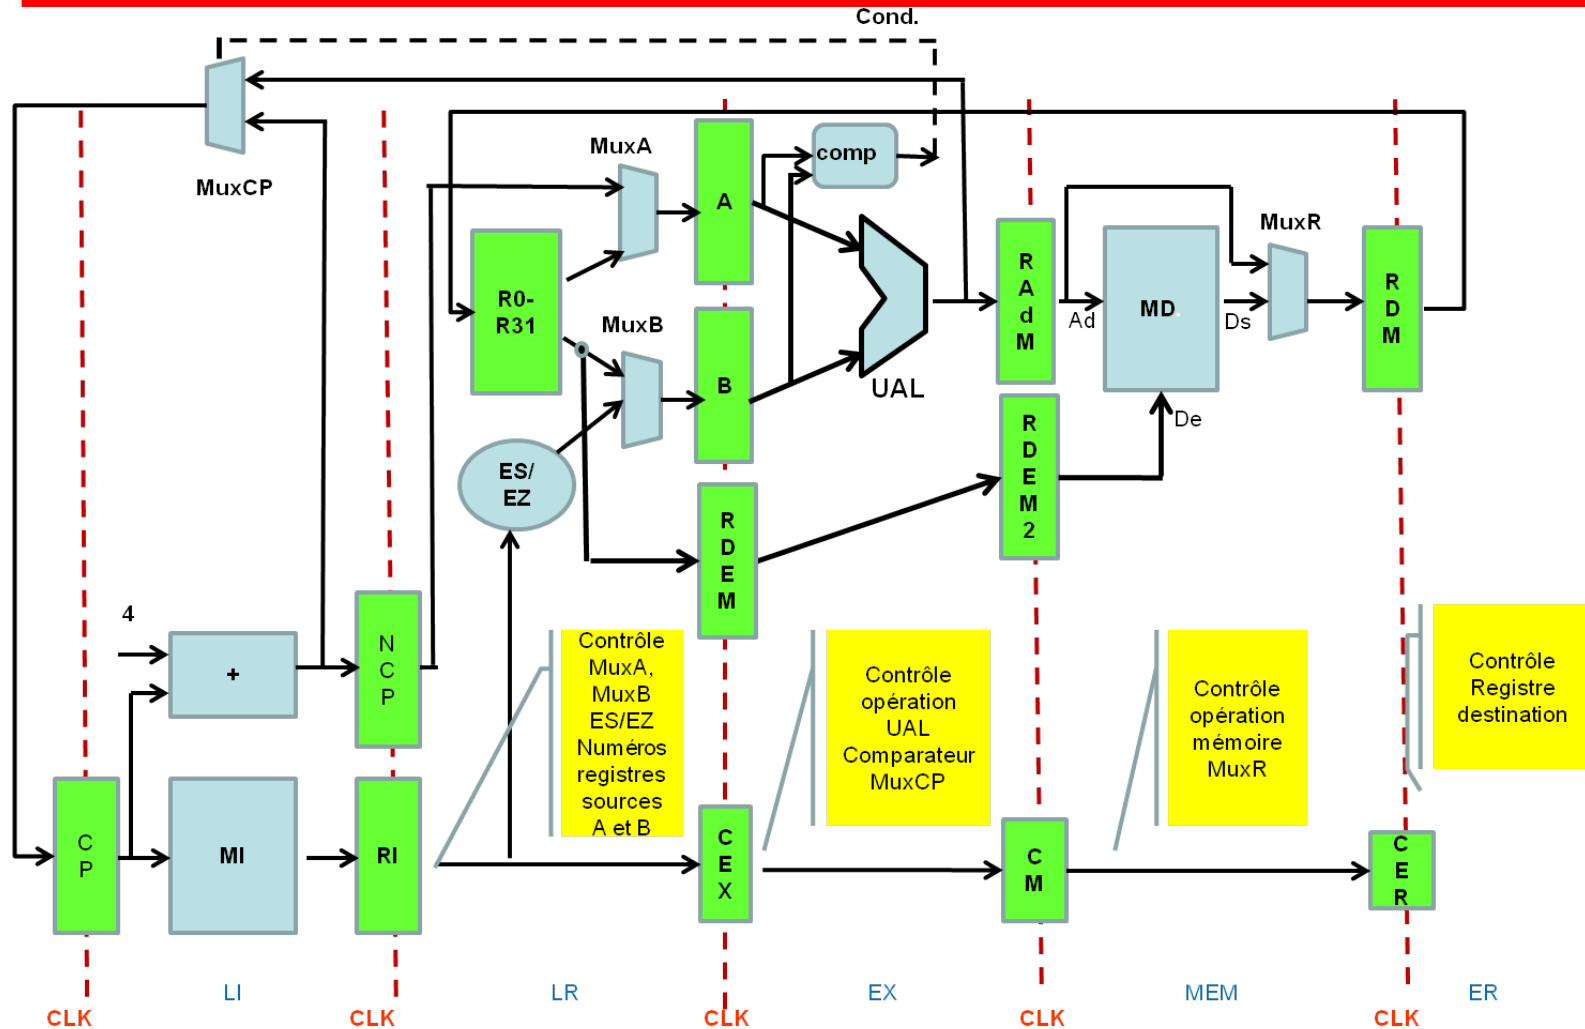 Cond.
MuxCP
MuxA
comp
A
MuxR
R0-
R31
MuxB
B
UAL
R
A
d
M
Ad
MD.
Ds
R
D
M
De
ES/
EZ
R
D
E
M
R
D
E
M
2
4
+
N
C
P
Contrôle
MuxA,
MuxB
ES/EZ
Numéros
registres
sources
A et B
Contrôle
opération
UAL
Comparateur
MuxCP
Contrôle
opération
mémoire
MuxR
Contrôle
Registre
destination
C
P
MI
RI
C
E
X
C
M
C
E
R
LI
LR
EX
MEM
ER
CLK
CLK
CLK
CLK
CLK